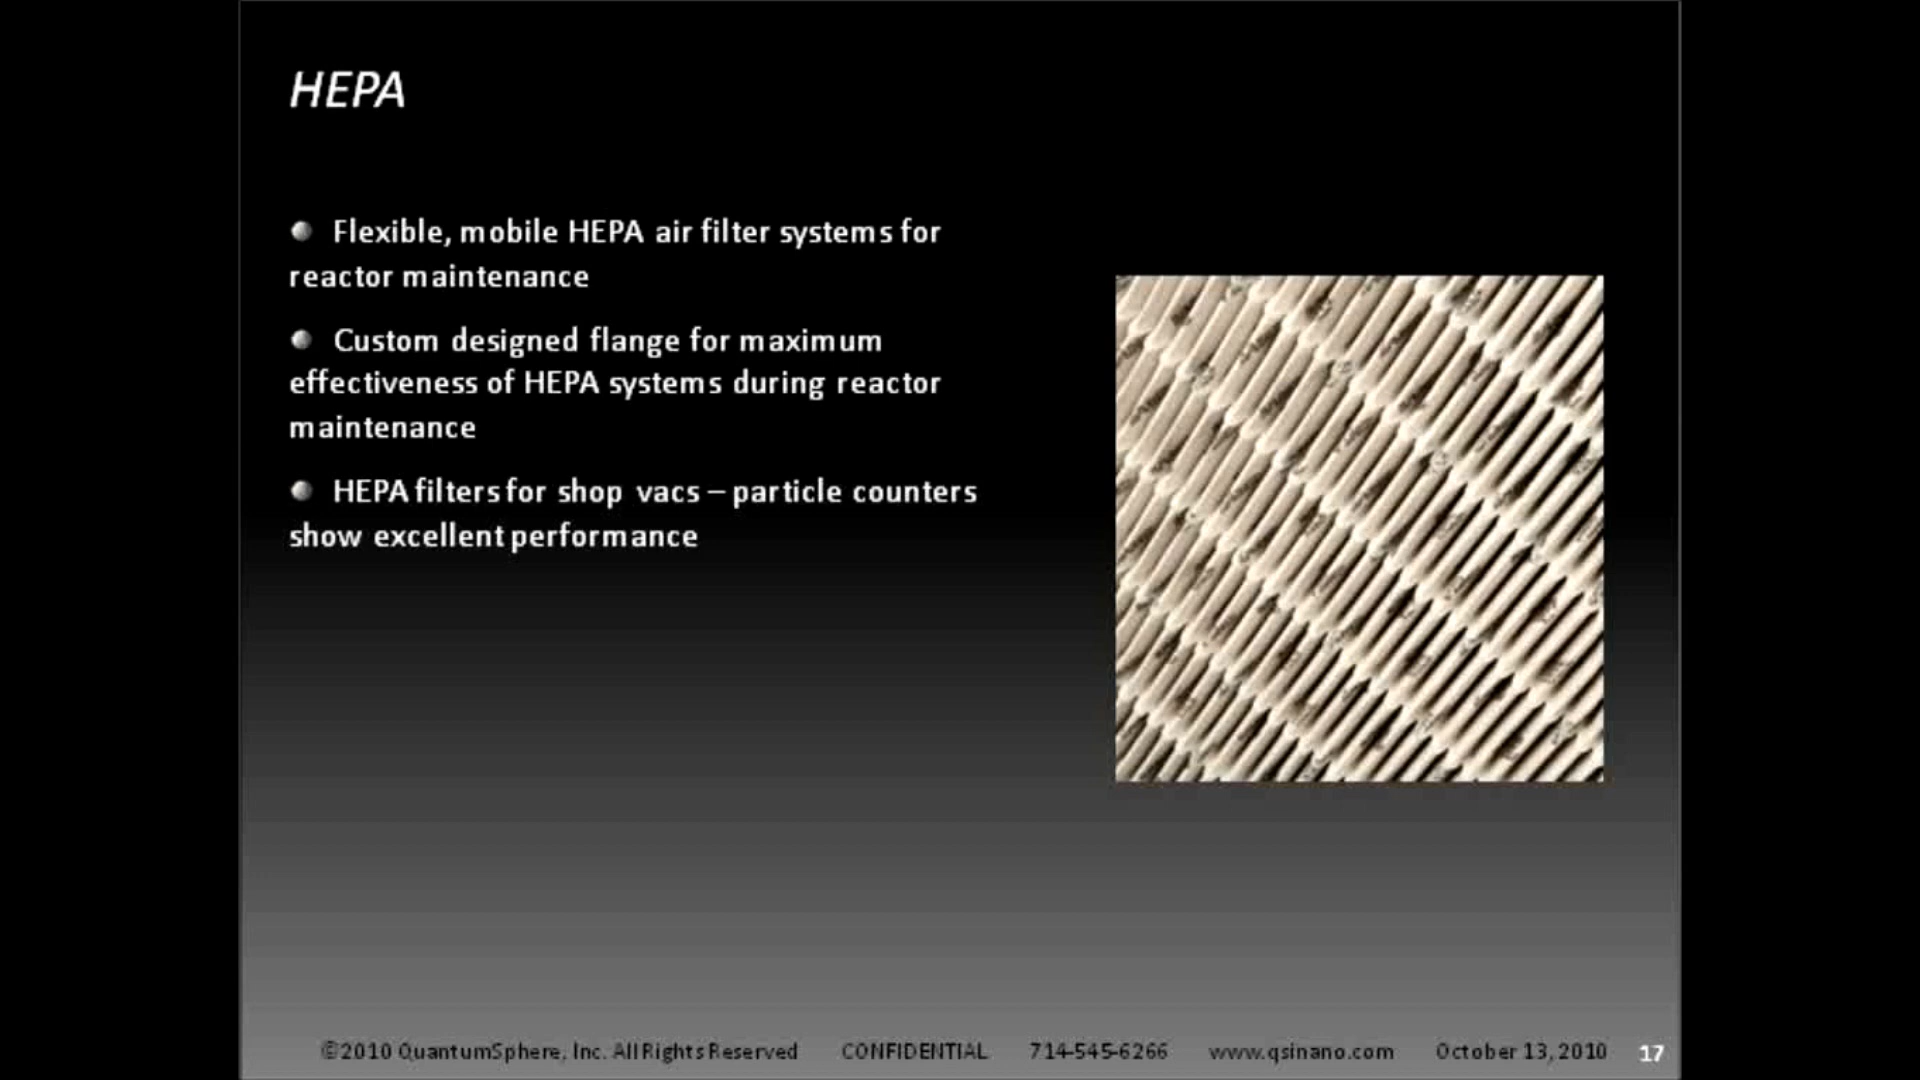 HEPA
Flexible, mobile HEPA air filter systems for
reactor maintenance
Custom designed flange for maximum
effectiveness of HEPA systems during reactor
maintenance
HEPA filters for shop vacs – particle counters
show excellent performance
©2010 QuantumSphere, Inc. All Rights Reserved CONFIDENTIAL 714-545-6266 www.qsinano.com October 13, 2010 17